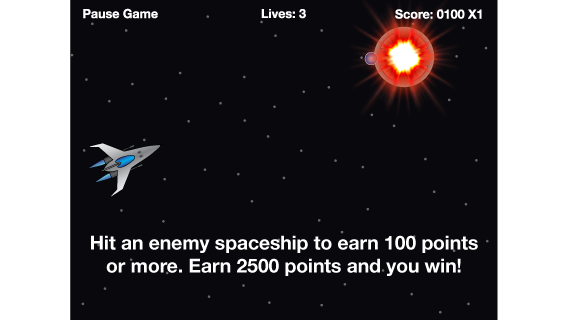 Pause Game
Lives: 3
Score: 0100 X1
Hit an enemy spaceship to earn 100 points
or more. Earn 2500 points and you win!